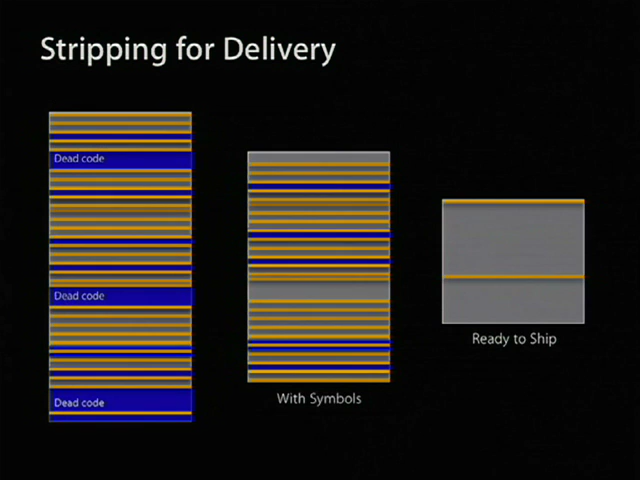 Stripping for Delivery
Dead code
Dead code
Dead code
With Symbols
Ready to Ship